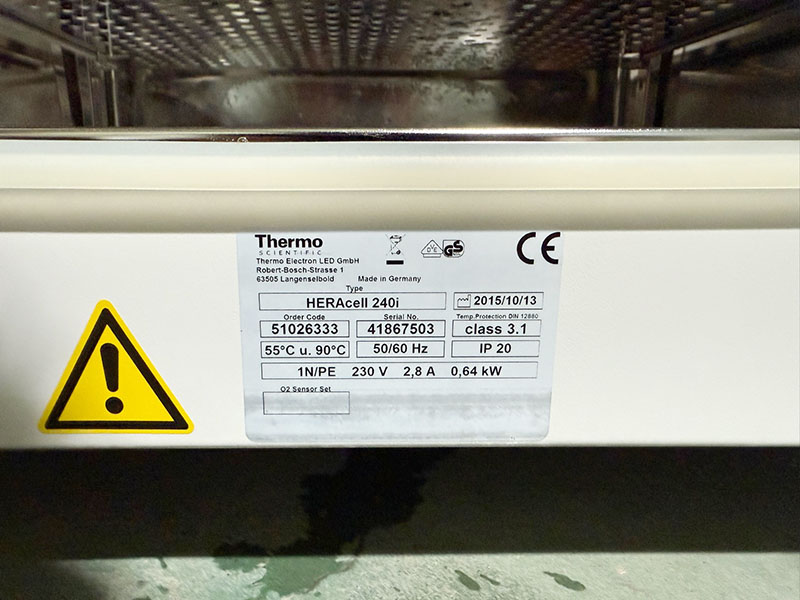 Thermo
SCIENTIFIC
Thermo Electron LED GmbH
Robert-Bosch-Strasse 1
63505 Langenselbold Made in Germany
GS
CE
Type
HERAcell 240i
2015/10/13
Order Code Serial No. Temp.Protection DIN 12880
51026333 41867503 class 3.1
55°C u. 90°C 50/60 Hz IP 20
1N/PE 230 V 2,8 A 0,64 kW
O2 Sensor Set